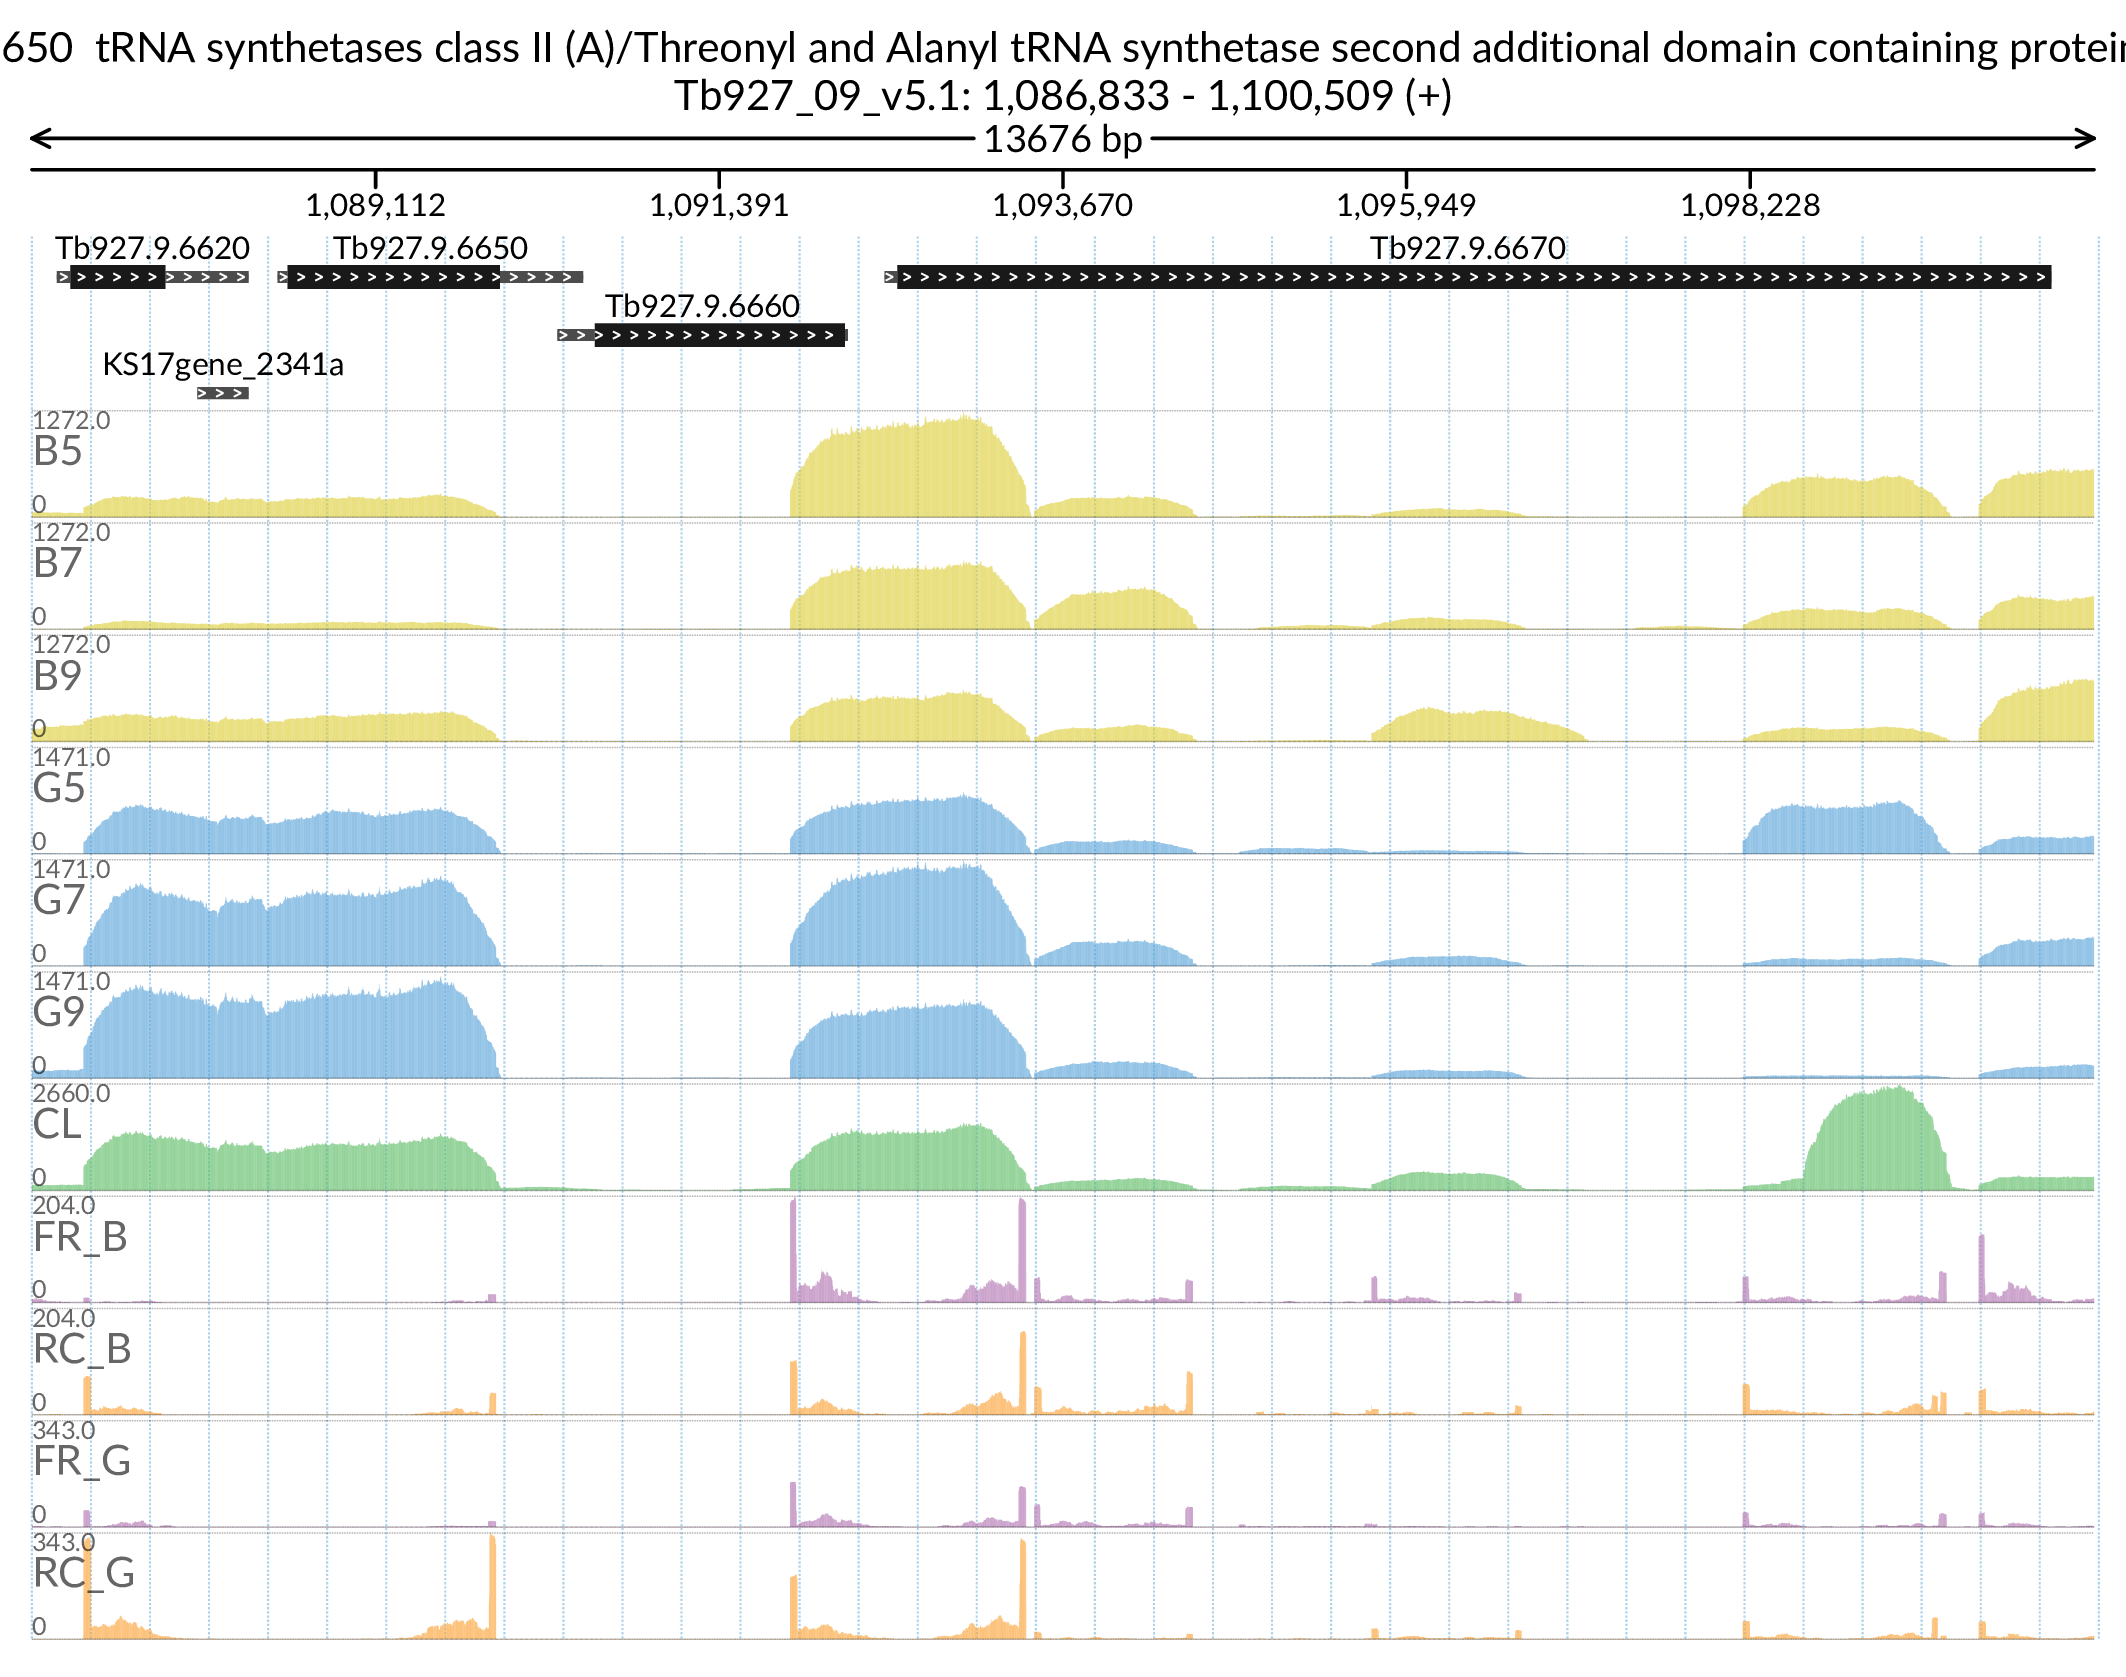 650 tRNA synthetases class II (A)/Threonyl and Alanyl tRNA synthetase second additional domain containing protein
Tb927_09_v5.1: 1,086,833 - 1,100,509 (+)
13676 bp
1,089,112 1,091,391 1,093,670 1,095,949 1,098,228
Tb927.9.6620 Tb927.9.6650 Tb927.9.6670
Tb927.9.6660
KS17gene_2341a
1272.0
B5
0
1272.0
B7
0
1272.0
B9
0
1471.0
G5
0
1471.0
G7
0
1471.0
G9
0
2660.0
CL
0
204.0
FR_B
0
204.0
RC_B
0
343.0
FR_G
0
343.0
RC_G
0